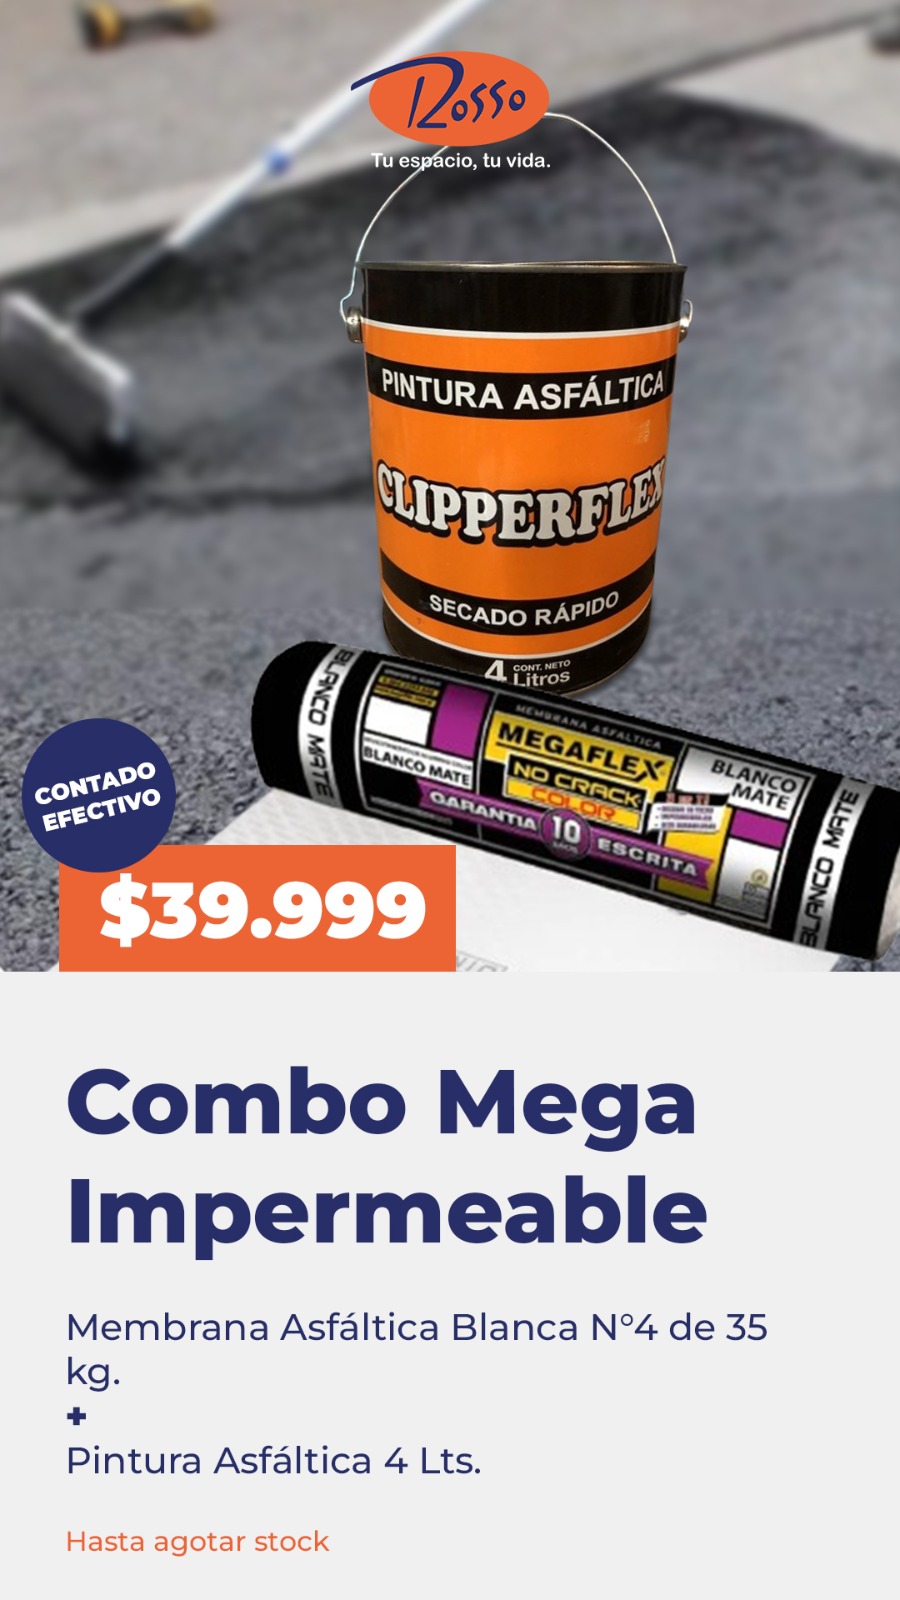 Rosso
Tu espacio, tu vida.
PINTURA ASFÁLTICA
CLIPPERFLEX
SECADO RÁPIDO
4 CONT. NETO
Litros
BLANCO MATE
MEMBRANA ASFALTICA
MEGAFLEX
NO CRACK
COLOR
BLANCO MATE
BLANCO
MATE
GARANTIA 10 AÑOS ESCRITA
BLANCO MATE
CONTADO
EFECTIVO
$39.999
Combo Mega
Impermeable
Membrana Asfáltica Blanca N°4 de 35
kg.
+
Pintura Asfáltica 4 Lts.
Hasta agotar stock